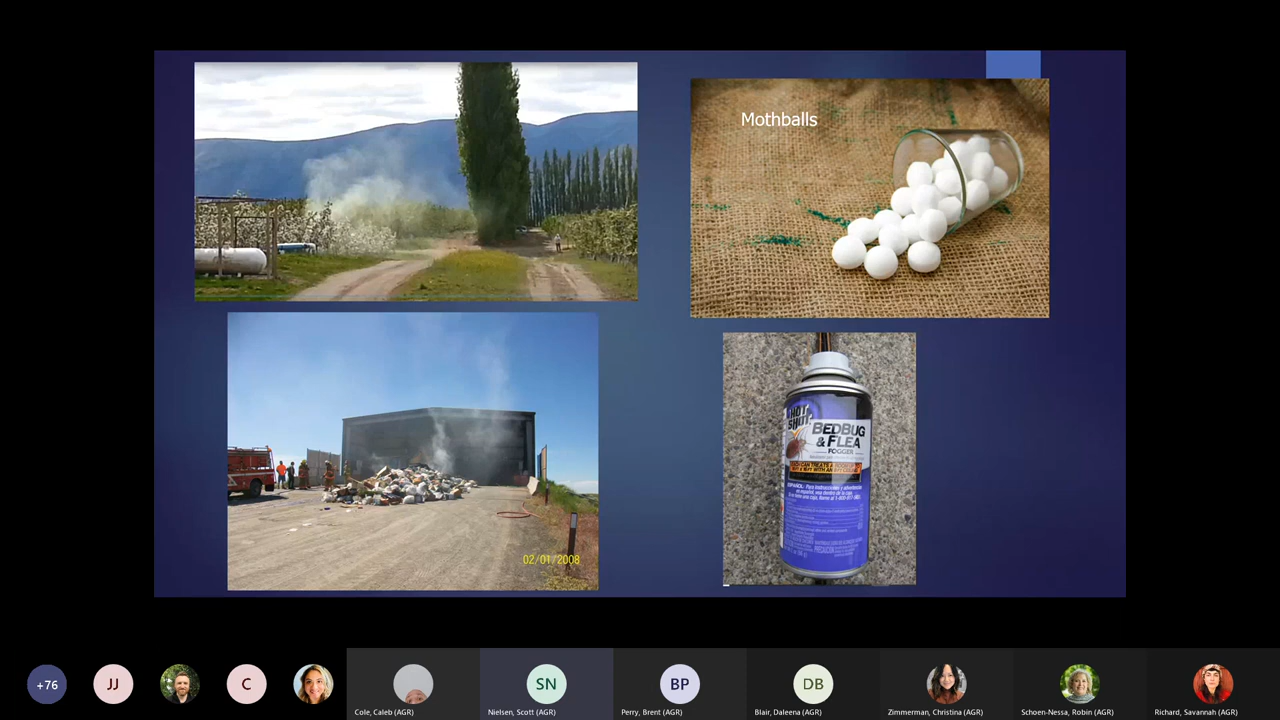 Mothballs
HOT
SHOT
BEDBUG
& FLEA
FOGGER
ESPAÑOL:
02/01/2008
+76
JJ
C
SN
BP
DB
Cole, Caleb (AGR)
Nielsen, Scott (AGR)
Perry, Brent (AGR)
Blair, Daleena (AGR)
Zimmerman, Christina (AGR)
Schoen-Nessa, Robin (AGR)
Richard, Savannah (AGR)